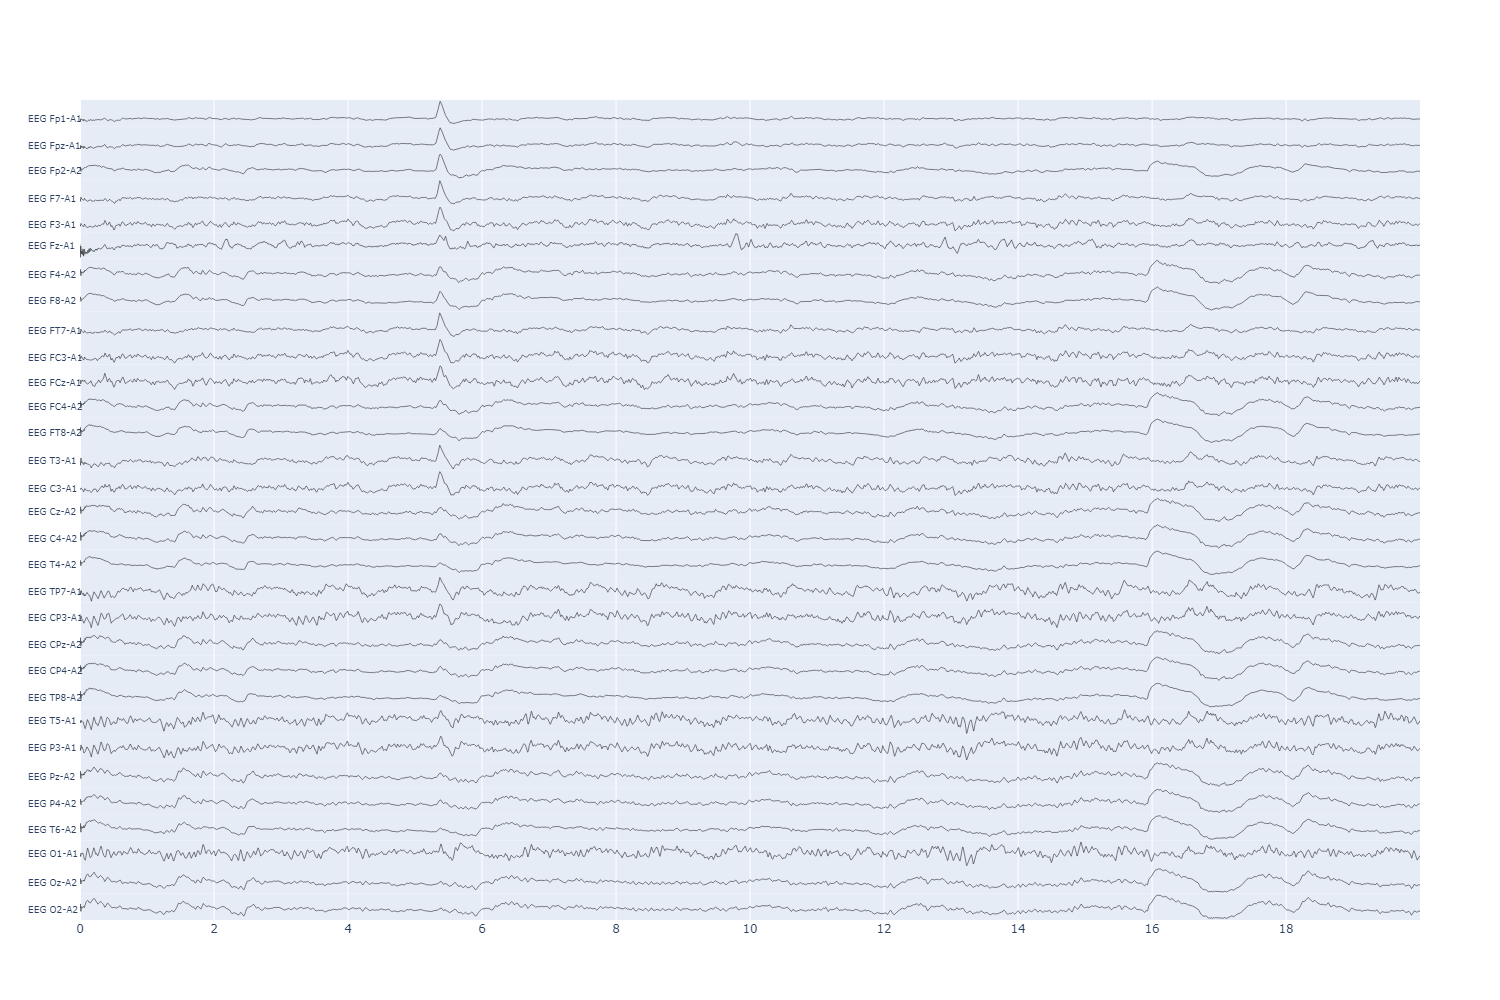 EEG Fp1-A1
EEG Fpz-A1
EEG Fp2-A2
EEG F7-A1
EEG F3-A1
EEG Fz-A1
EEG F4-A2
EEG F8-A2
EEG FT7-A1
EEG FC3-A1
EEG FCz-A1
EEG FC4-A2
EEG FT8-A2
EEG T3-A1
EEG C3-A1
EEG Cz-A2
EEG C4-A2
EEG T4-A2
EEG TP7-A1
EEG CP3-A1
EEG CPz-A2
EEG CP4-A2
EEG TP8-A2
EEG T5-A1
EEG P3-A1
EEG Pz-A2
EEG P4-A2
EEG T6-A2
EEG O1-A1
EEG Oz-A2
EEG O2-A2
0 2 4 6 8 10 12 14 16 18